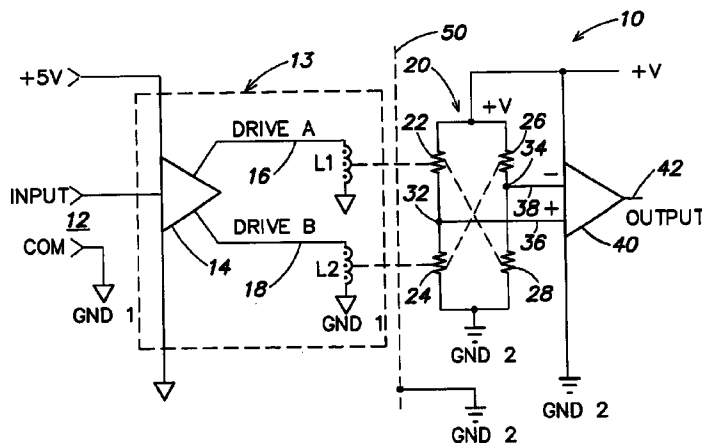 50
10
13
20
+5V
+V
+V
DRIVE A
22
26
34
16
L1
−
42
INPUT
32
38
OUTPUT
12
+
36
COM
DRIVE B
40
14
L2
18
24
28
GND 1
GND 1
GND 2
GND 2
GND 2